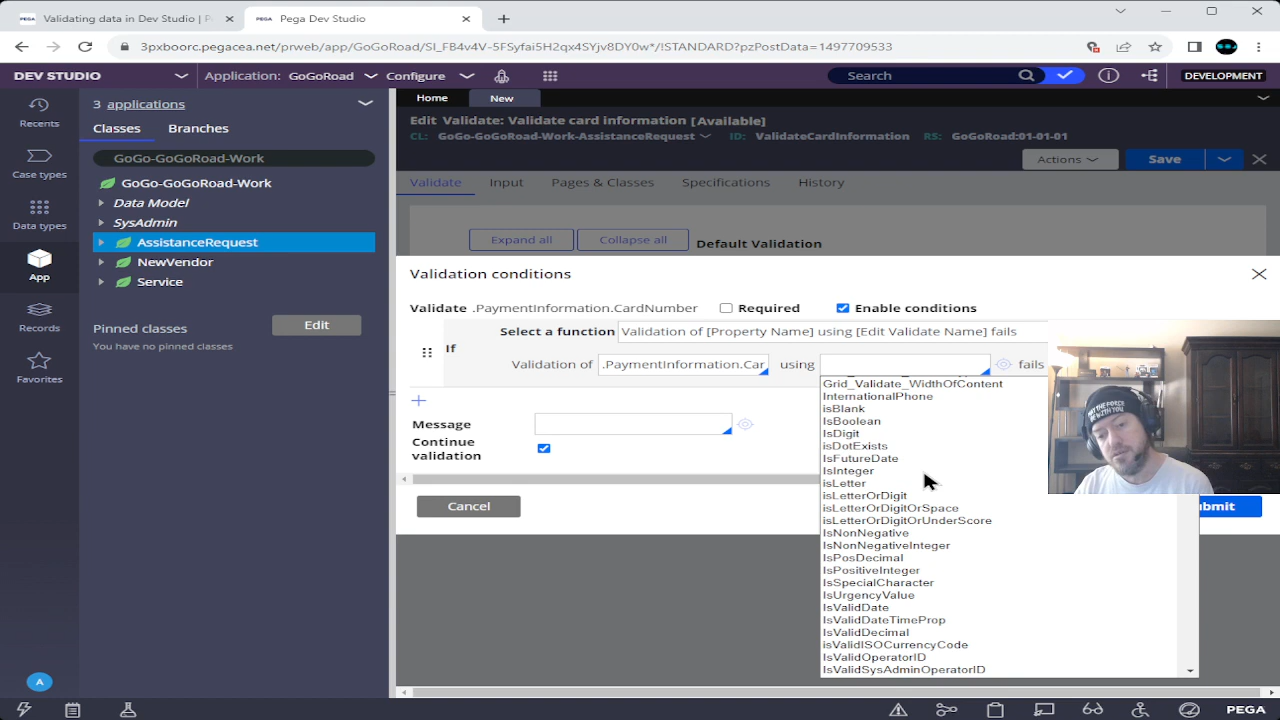 PEGA Validating data in Dev Studio | P
PEGA Pega Dev Studio
3pxboorc.pegacea.net/prweb/app/GoGoRoad/SI_FB4v4V-5FSyfai5H2qx4SYjv8DY0w*/!STANDARD?pzPostData=1497709533
DEV STUDIO Application: GoGoRoad Configure Search DEVELOPMENT
Recents
Case types
Data types
App
Records
Favorites
A
3 applications
Classes Branches
GoGo-GoGoRoad-Work
GoGo-GoGoRoad-Work
Data Model
SysAdmin
AssistanceRequest
NewVendor
Service
Pinned classes Edit
You have no pinned classes
Home New
Edit Validate: Validate card information [Available]
CL: GoGo-GoGoRoad-Work-AssistanceRequest ID: ValidateCardInformation RS: GoGoRoad:01-01-01
Actions Save
Validate Input Pages & Classes Specifications History
Expand all Collapse all Default Validation
Validation conditions
Validate .PaymentInformation.CardNumber Required Enable conditions
Select a function Validation of [Property Name] using [Edit Validate Name] fails
If
Validation of .PaymentInformation.Car using fails
Message
Continue validation
Cancel
ubmit
Grid_Validate_WidthOfContent
InternationalPhone
isBlank
IsBoolean
IsDigit
isDotExists
IsFutureDate
IsInteger
isLetter
isLetterOrDigit
isLetterOrDigitOrSpace
isLetterOrDigitOrUnderScore
IsNonNegative
IsNonNegativeInteger
IsPosDecimal
IsPositiveInteger
IsSpecialCharacter
IsUrgencyValue
IsValidDate
IsValidDateTimeProp
IsValidDecimal
isValidISOCurrencyCode
IsValidOperatorID
IsValidSysAdminOperatorID
PEGA